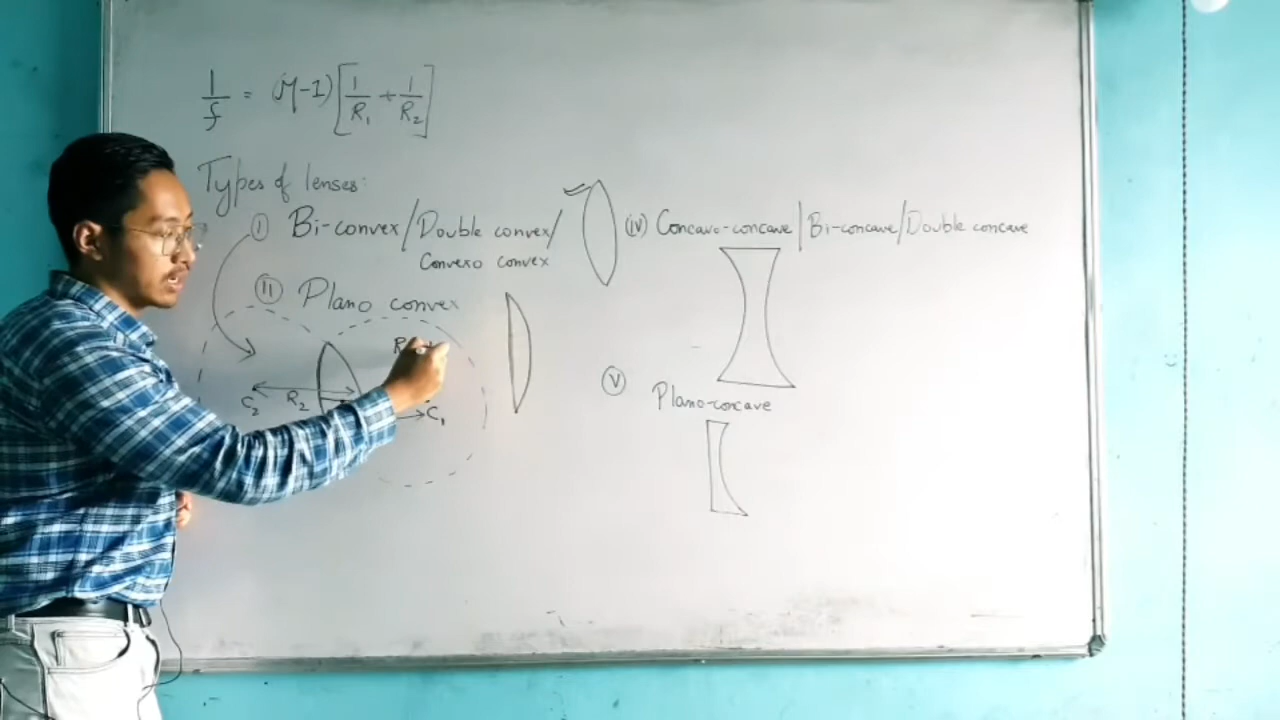 1/f = (μ-1)[1/R₁ + 1/R₂]
Types of lenses:
(I) Bi-convex/Double convex/
Convexo convex
(II) Plano convex
R₂
C₂
C₁
(IV) Concavo-concave|Bi-concave/Double concave
(V) Plano-concave